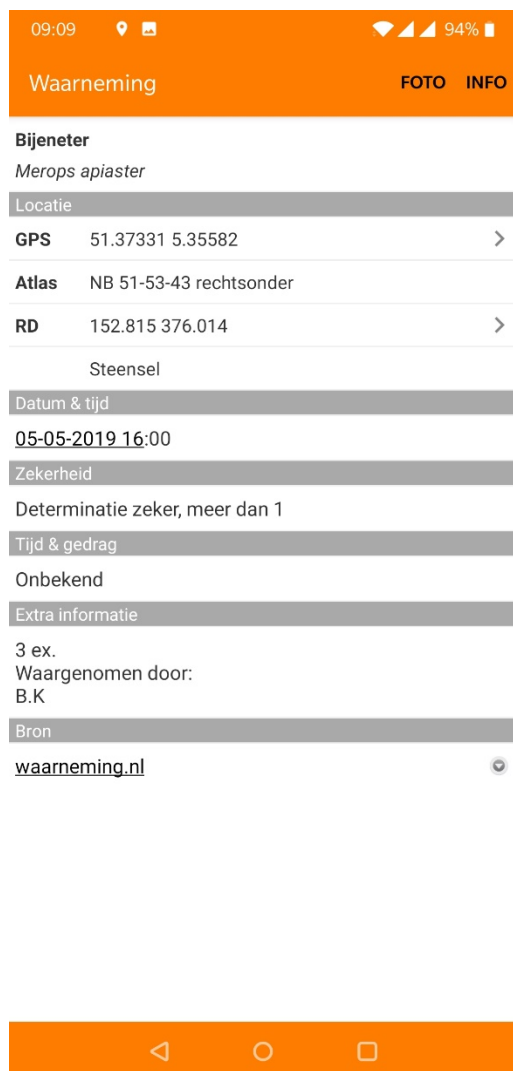 09:09 94%
Waarneming FOTO INFO
Bijeneter
Merops apiaster
Locatie
GPS 51.37331 5.35582
Atlas NB 51-53-43 rechtsonder
RD 152.815 376.014
Steensel
Datum & tijd
05-05-2019 16:00
Zekerheid
Determinatie zeker, meer dan 1
Tijd & gedrag
Onbekend
Extra informatie
3 ex.
Waargenomen door:
B.K
Bron
waarneming.nl